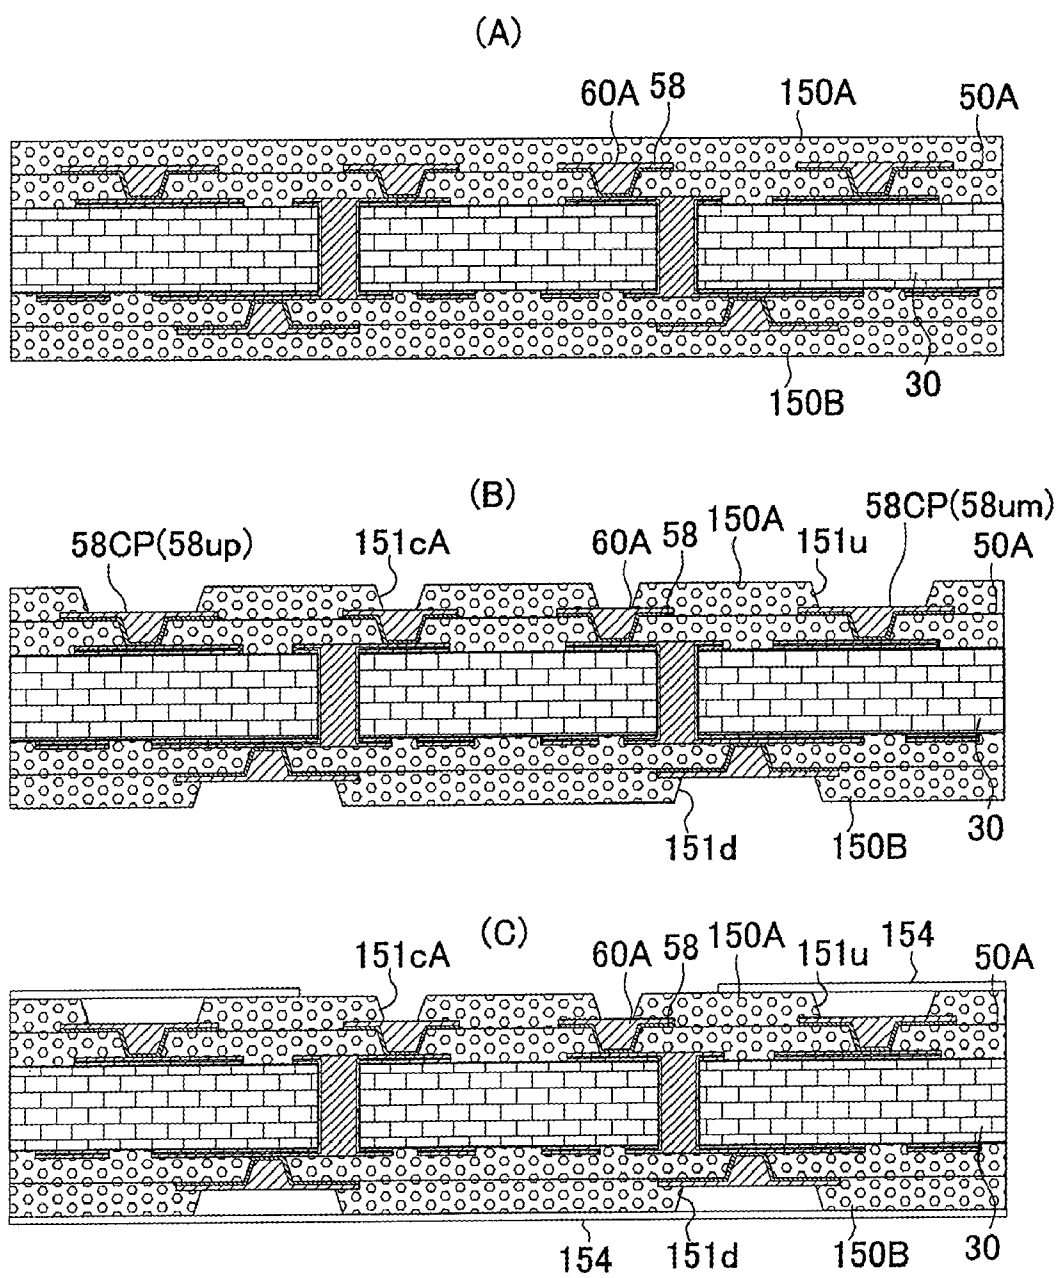 (A)
60A 58 150A 50A
30
150B
(B)
58CP(58up) 151cA 60A 58 150A 151u 58CP(58um) 50A
151d 150B 30
(C)
151cA 60A 58 150A 151u 154 50A
154 151d 150B 30